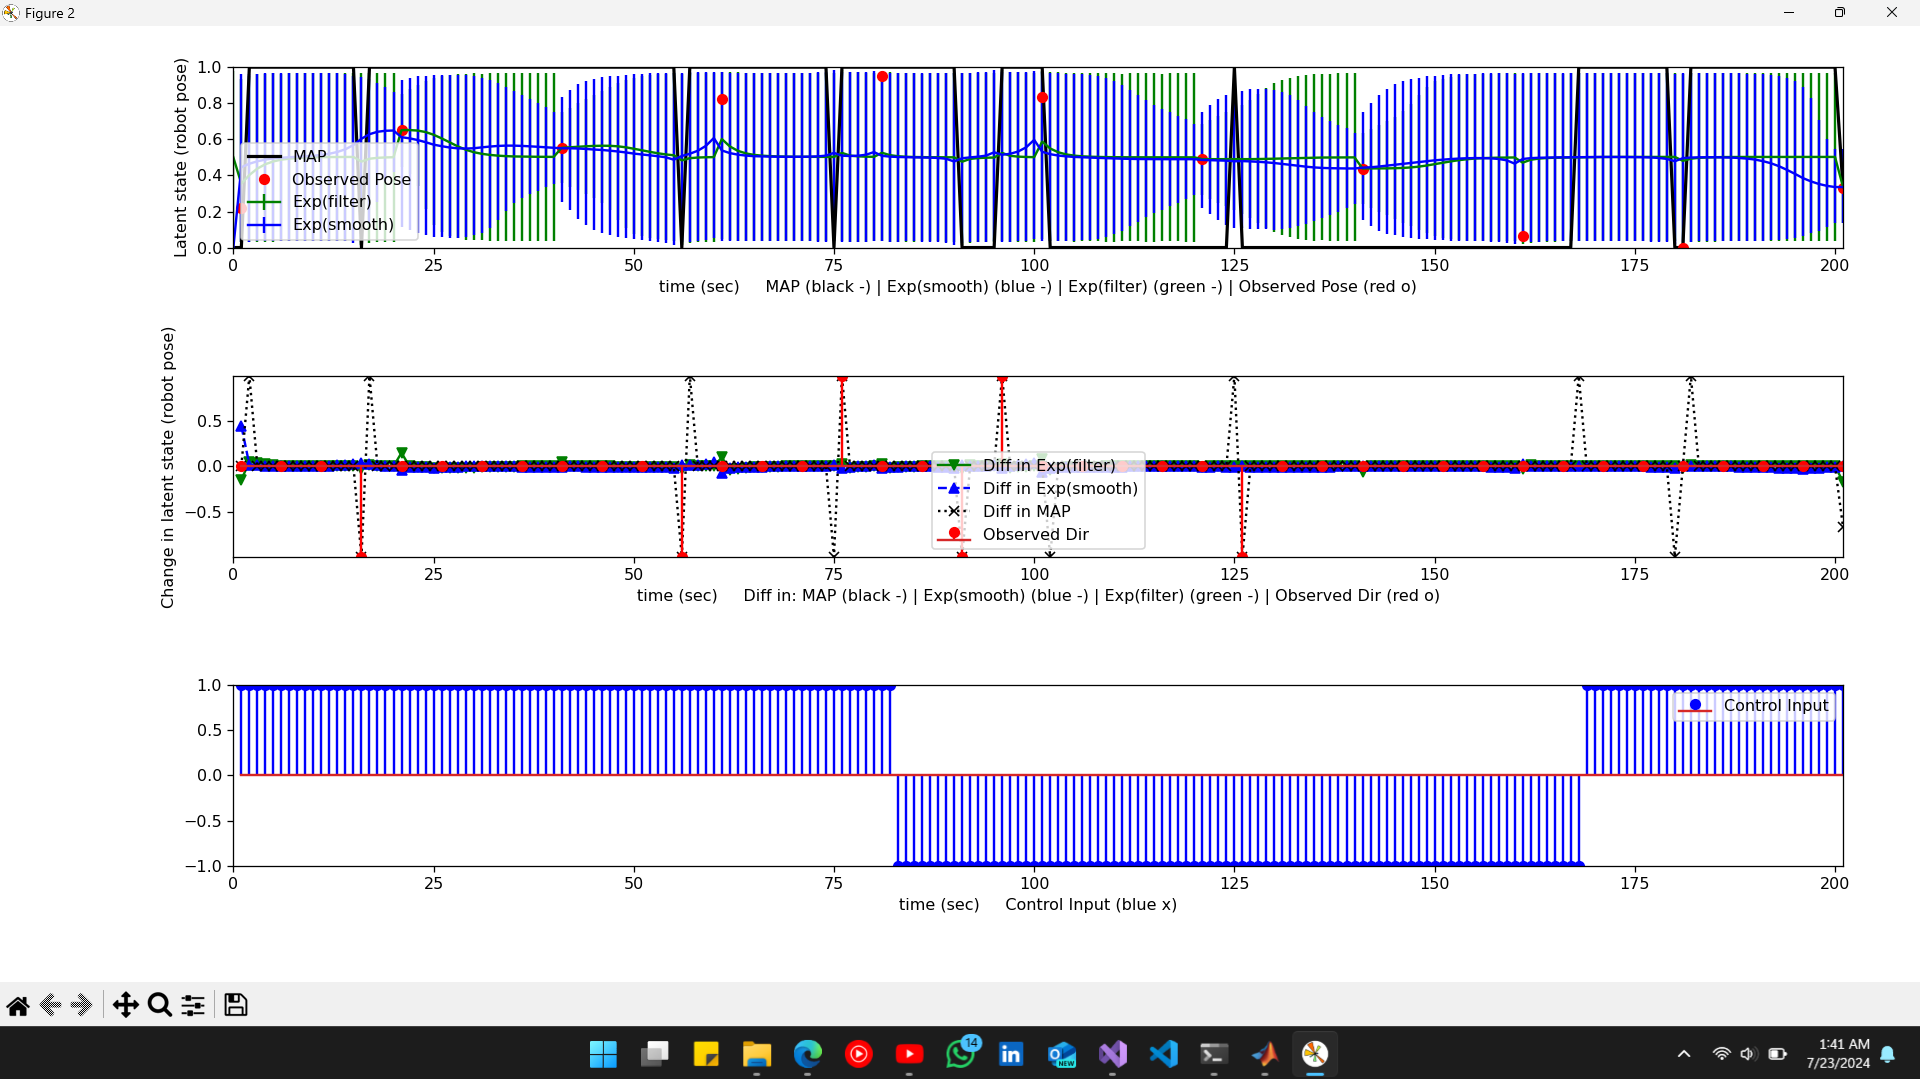 Figure 2
Latent state (robot pose)
1.0
0.8
0.6
0.4
0.2
0.0
MAP
Observed Pose
Exp(filter)
Exp(smooth)
0 25 50 75 100 125 150 175 200
time (sec) MAP (black -) | Exp(smooth) (blue -) | Exp(filter) (green -) | Observed Pose (red o)
Change in latent state (robot pose)
0.5
0.0
−0.5
Diff in Exp(filter)
Diff in Exp(smooth)
Diff in MAP
Observed Dir
0 25 50 75 100 125 150 175 200
time (sec) Diff in: MAP (black -) | Exp(smooth) (blue -) | Exp(filter) (green -) | Observed Dir (red o)
1.0
0.5
0.0
−0.5
−1.0
Control Input
0 25 50 75 100 125 150 175 200
time (sec) Control Input (blue x)
14
in
NEW
1:41 AM
7/23/2024